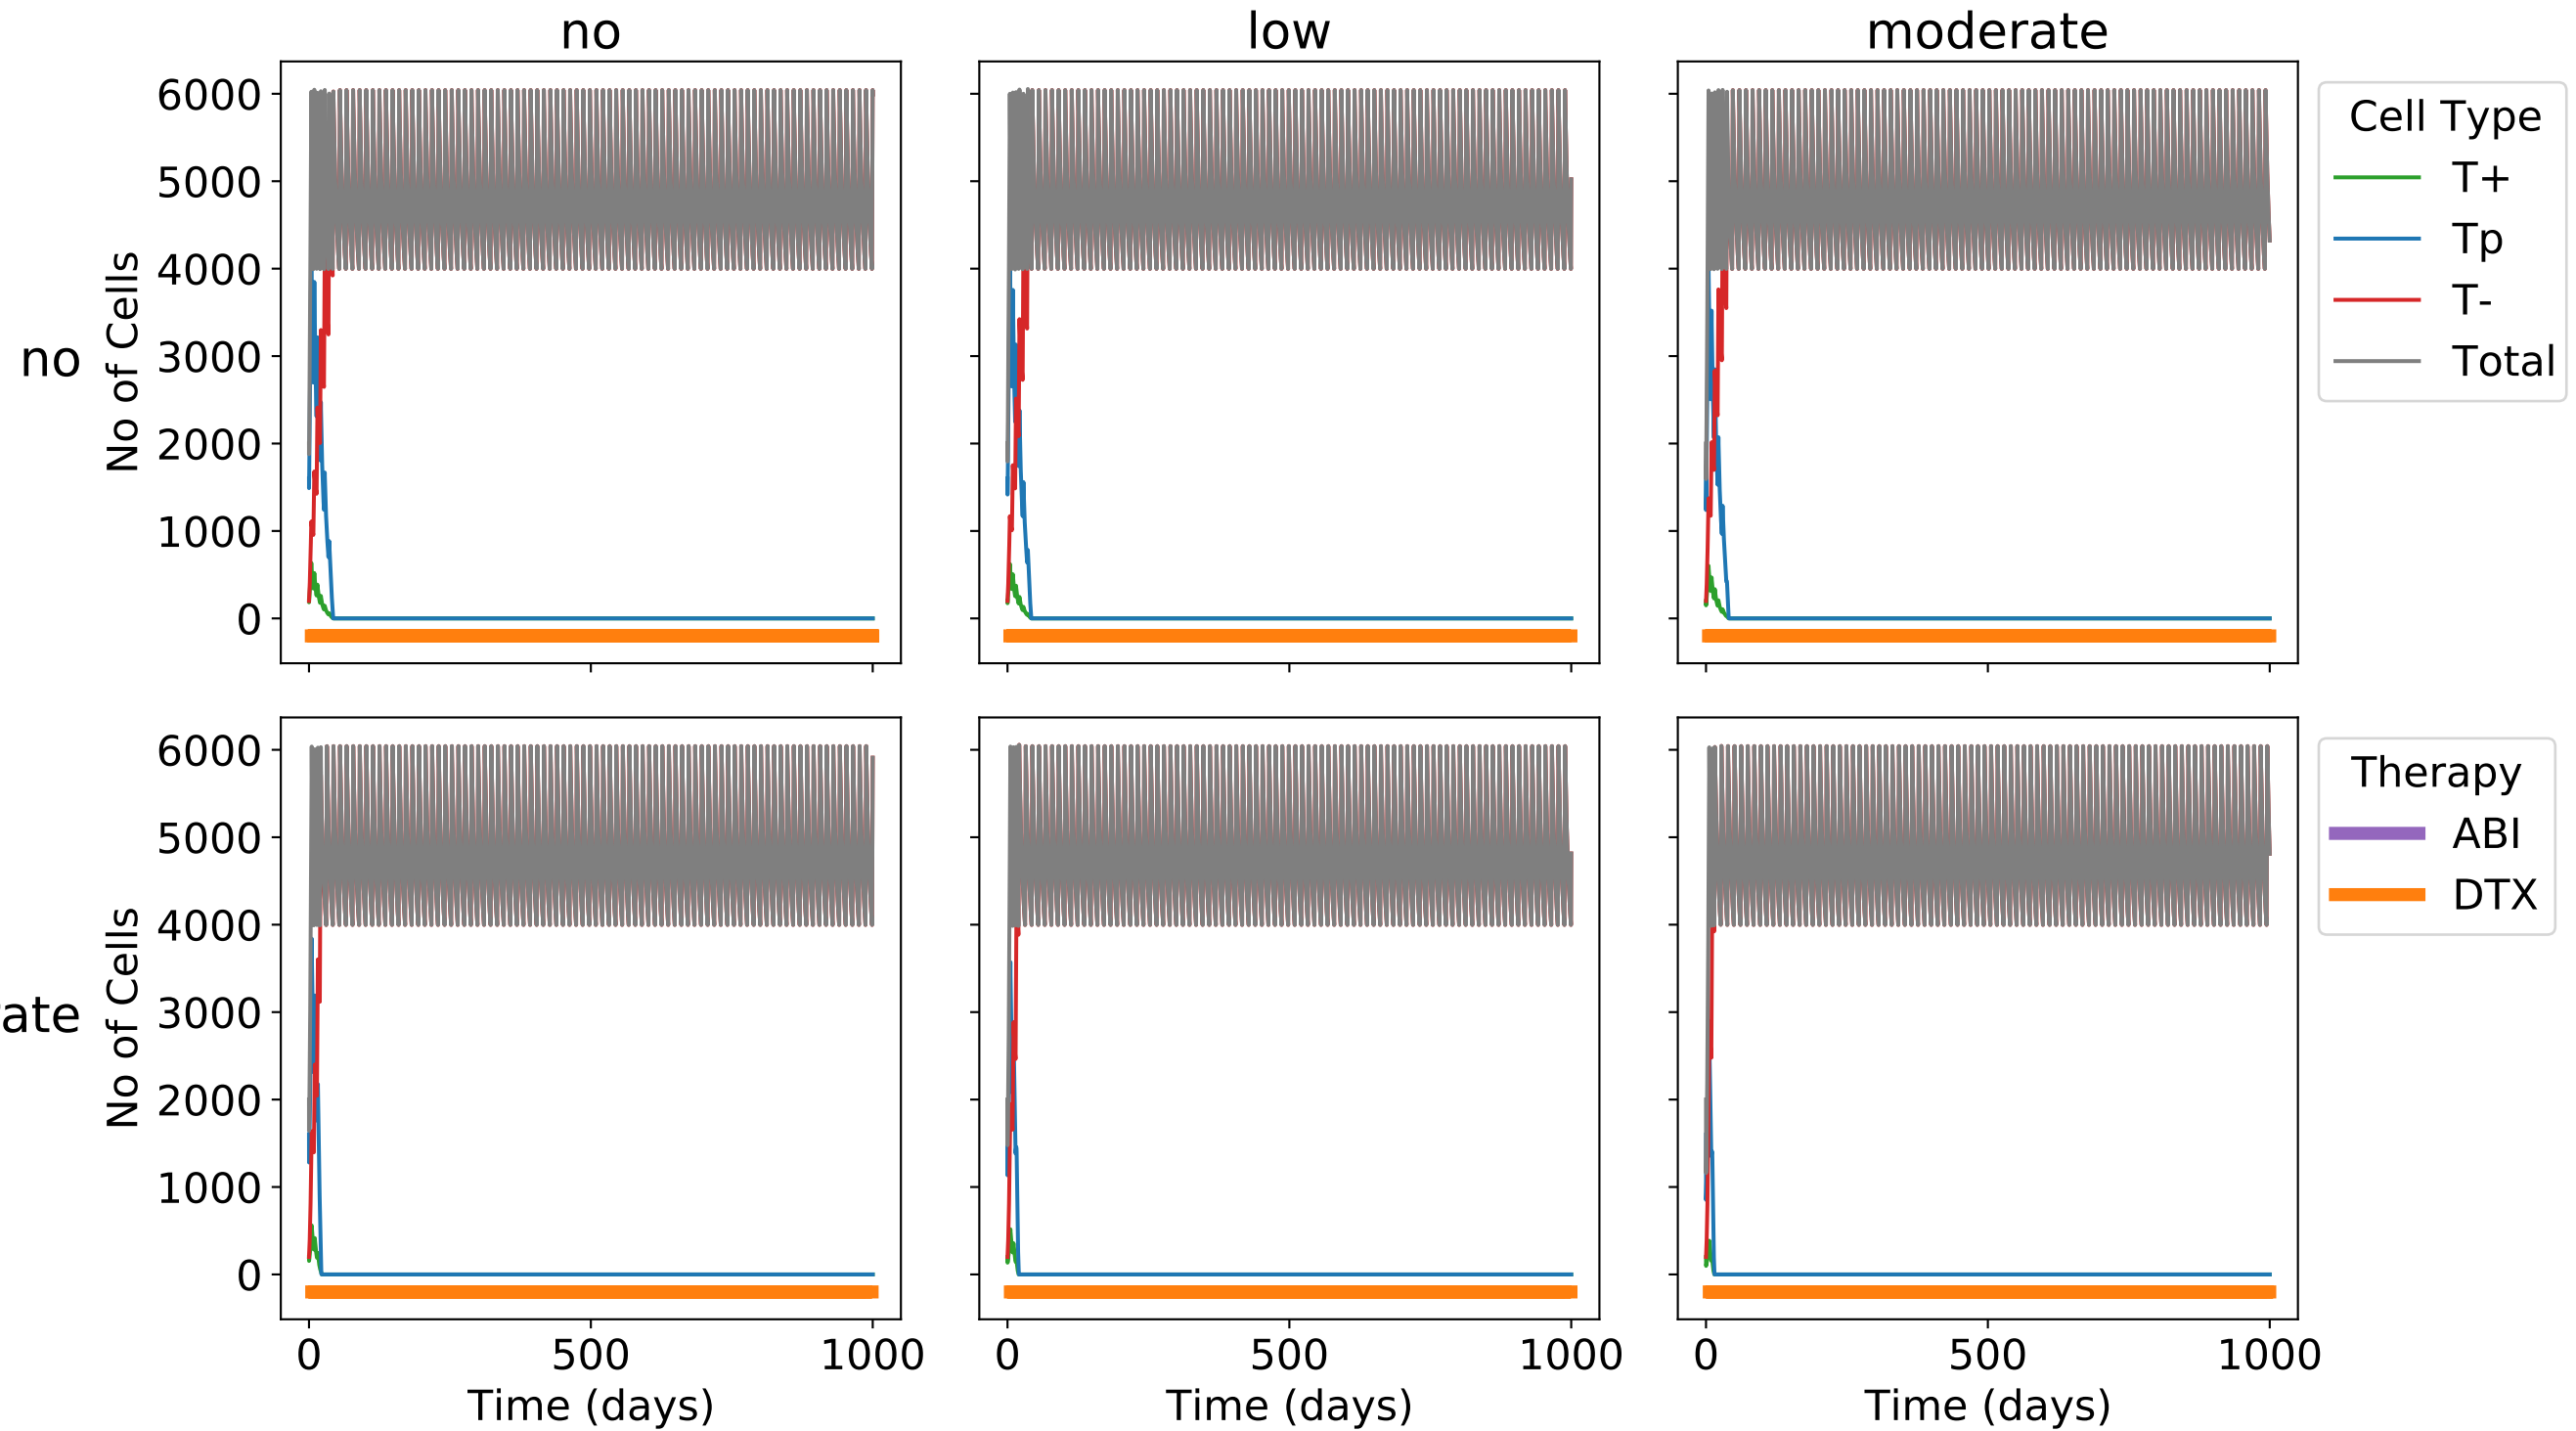 no low moderate
6000
5000
4000
3000
2000
1000
0
No of Cells
no
Cell Type
T+
Tp
T-
Total
6000
5000
4000
3000
2000
1000
0
No of Cells
ate
Therapy
ABI
DTX
0 500 1000
0 500 1000
0 500 1000
Time (days)
Time (days)
Time (days)